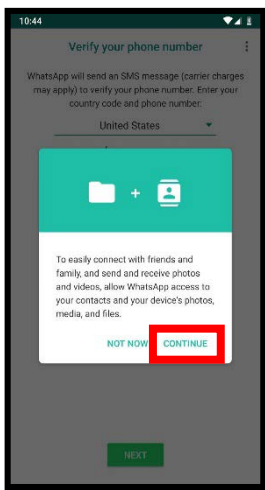 10:44
Verify your phone number
WhatsApp will send an SMS message (carrier charges
may apply) to verify your phone number. Enter your
country code and phone number:
United States
+
To easily connect with friends and
family, and send and receive photos
and videos, allow WhatsApp access to
your contacts and your device's photos,
media, and files.
NOT NOW CONTINUE
NEXT